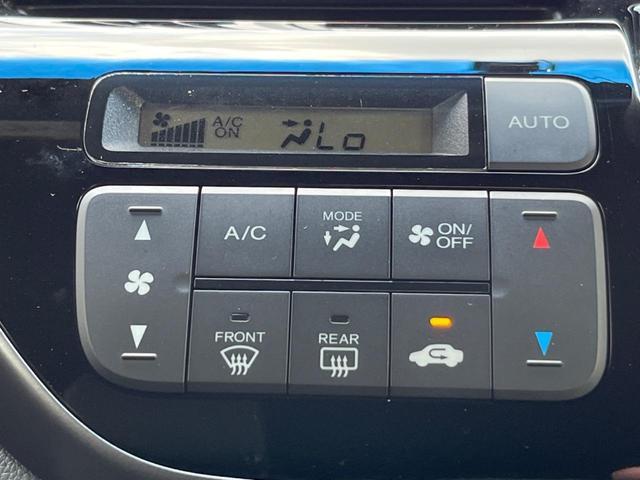 A/C
ON
Lo
AUTO
A/C
MODE
ON/
OFF
FRONT
REAR